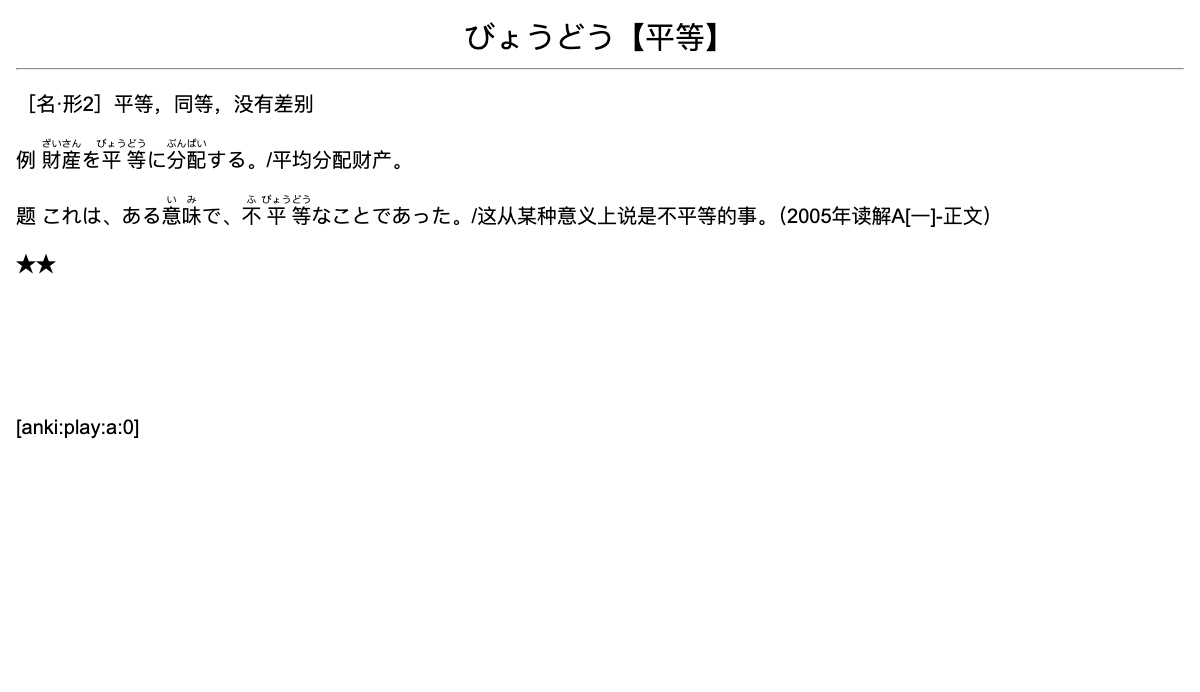 びょうどう【平等】
［名·形2］平等，同等，没有差别
ざいさん びょうどう ぶんぱい
例 財産を平等に分配する。/平均分配财产。
い み ふ びょうどう
题 これは、ある意味で、不平等なことであった。/这从某种意义上说是不平等的事。（2005年读解A[一]-正文）
★★
[anki:play:a:0]